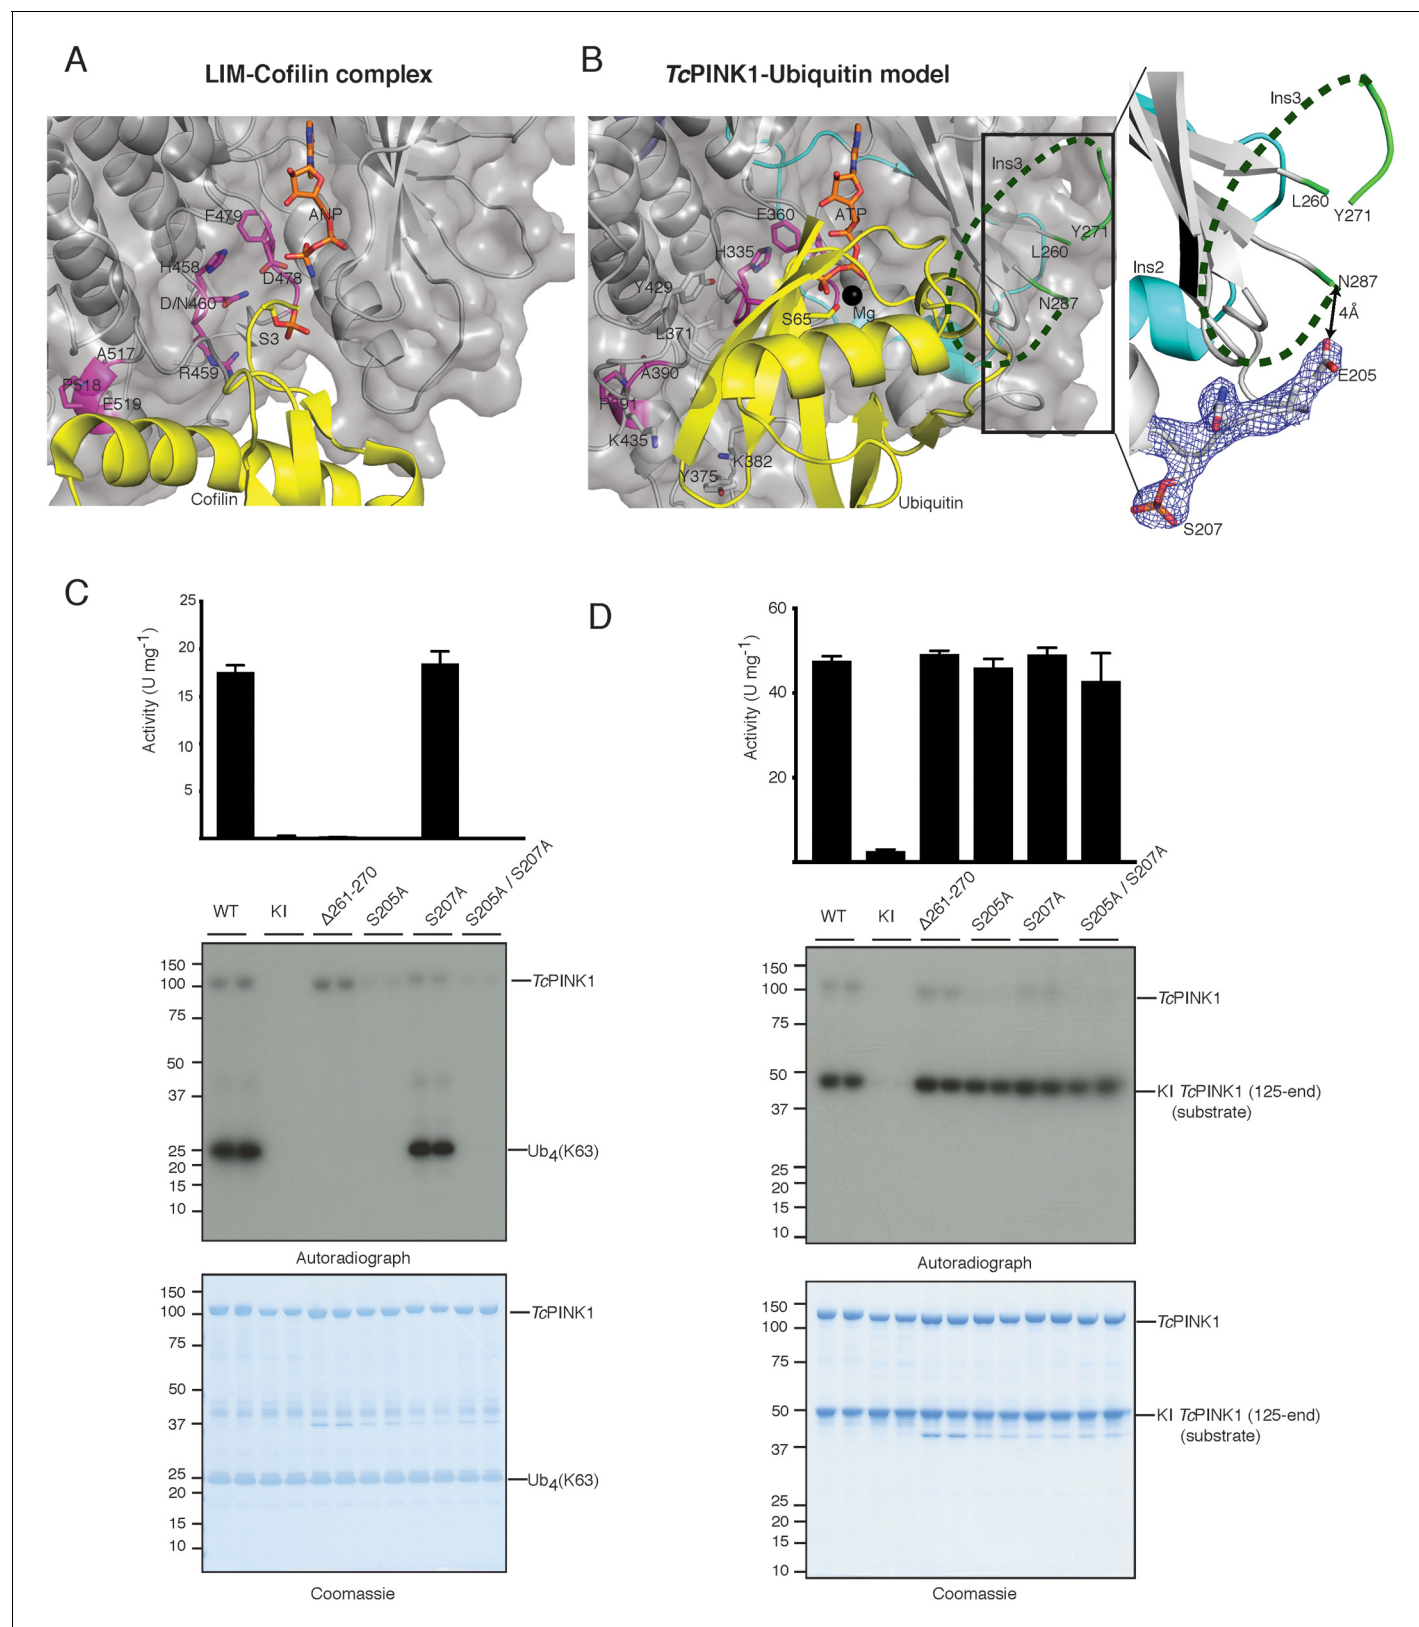 A
LIM-Cofilin complex
F479
ANP
H458
D478
D/N460
S3
A517
R459
P518
E519
Cofilin
B
TcPINK1-Ubiquitin model
Ins3
F360
ATP
Y271
H335
L260
Y429
N287
S65
Mg
L371
A390
P391
K435
K382
Y375
Ubiquitin
Ins3
L260
Y271
Ins2
N287
4Å
E205
S207
C
Activity (U mg-1)
25
20
15
10
5
WT
KI
Δ261-270
S205A
S207A
S205A / S207A
150
100
75
50
37
25
20
15
10
TcPINK1
Ub4(K63)
Autoradiograph
150
100
75
50
37
25
20
15
10
TcPINK1
Ub4(K63)
Coomassie
D
Activity (U mg-1)
60
40
20
WT
KI
Δ261-270
S205A
S207A
S205A / S207A
150
100
75
50
37
25
20
15
10
TcPINK1
KI TcPINK1 (125-end)
(substrate)
Autoradiograph
150
100
75
50
37
25
20
15
10
TcPINK1
KI TcPINK1 (125-end)
(substrate)
Coomassie